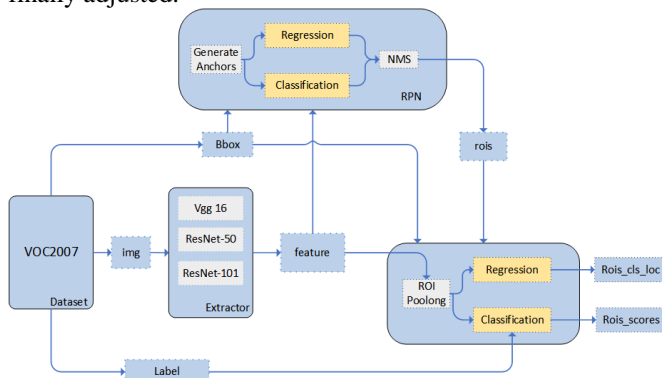 finally adjusted.
Regression
Generate
Anchors
NMS
Classification
RPN
Bbox
rois
Vgg 16
VOC2007
img
ResNet-50
feature
ResNet-101
Dataset
Extractor
Regression
Rois_cls_loc
ROI
Poolong
Classification
Rois_scores
Label